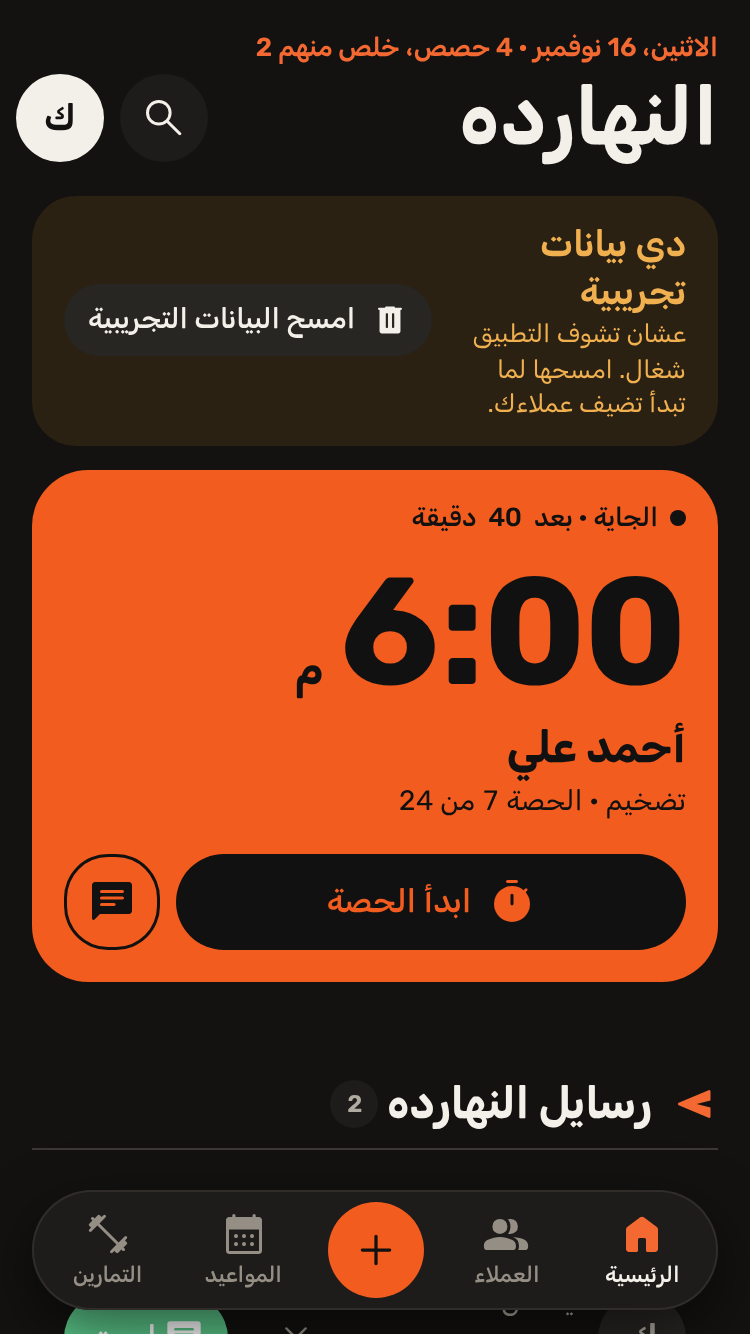 الاثنين، 16 نوفمبر • 4 حصص، خلص منهم 2
النهارده
ك
دي بيانات
تجريبية
عشان تشوف التطبيق
شغال. امسحها لما
تبدأ تضيف عملاءك.
امسح البيانات التجريبية
الجاية • بعد 40 دقيقة
6:00 م
أحمد علي
تضخيم • الحصة 7 من 24
ابدأ الحصة
رسايل النهارده 2
الرئيسية
العملاء
المواعيد
التمارين